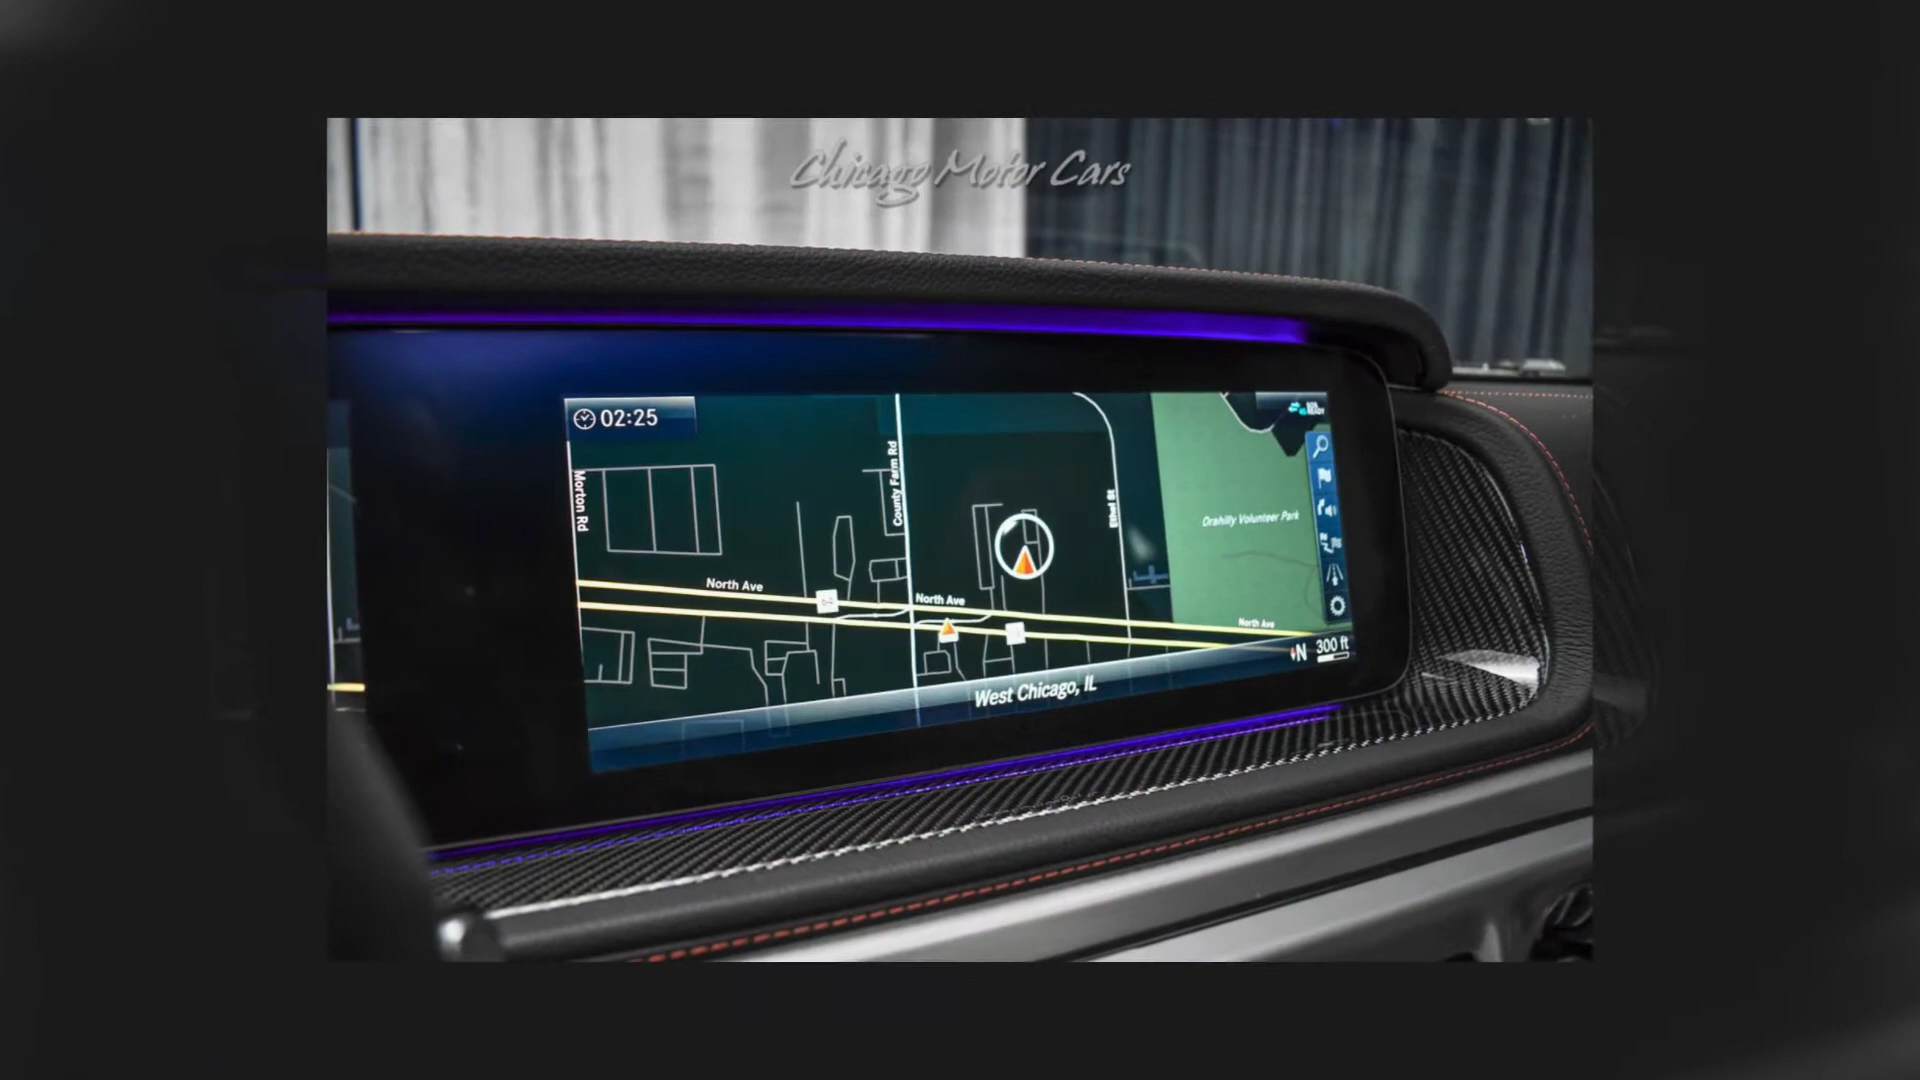 Chicago Motor Cars
02:25
Morton Rd
County Farm Rd
Ethel St
Orahilly Volunteer Park
North Ave
64
North Ave
North Ave
N
300 ft
West Chicago, IL